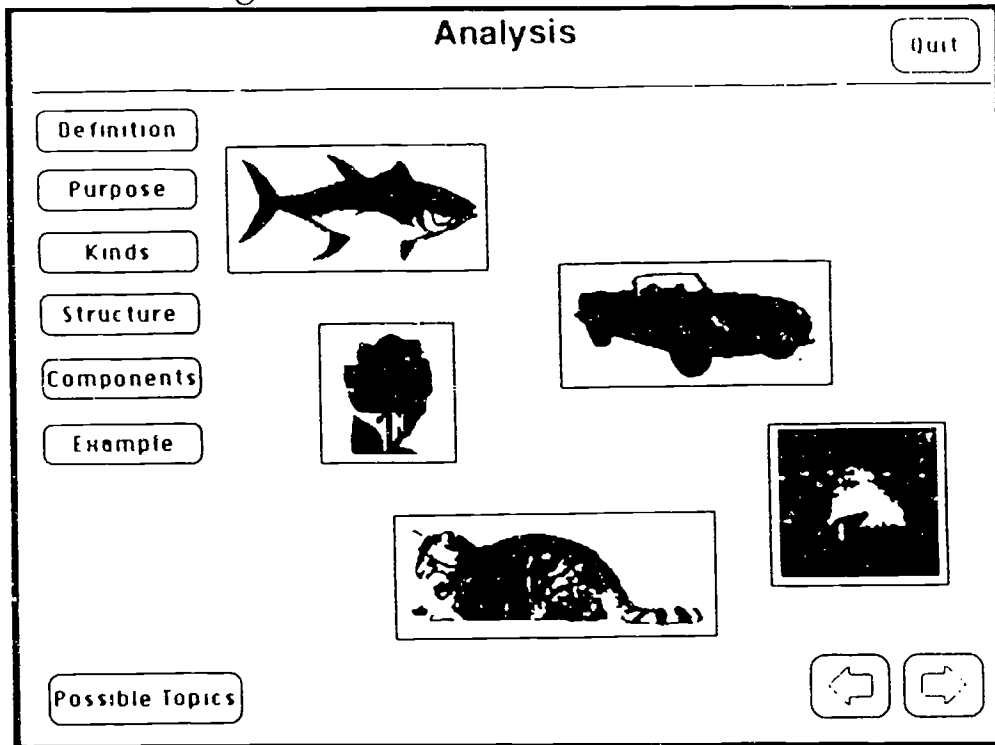 Analysis
Quit
Definition
Purpose
Kinds
Structure
Components
Example
Possible Topics